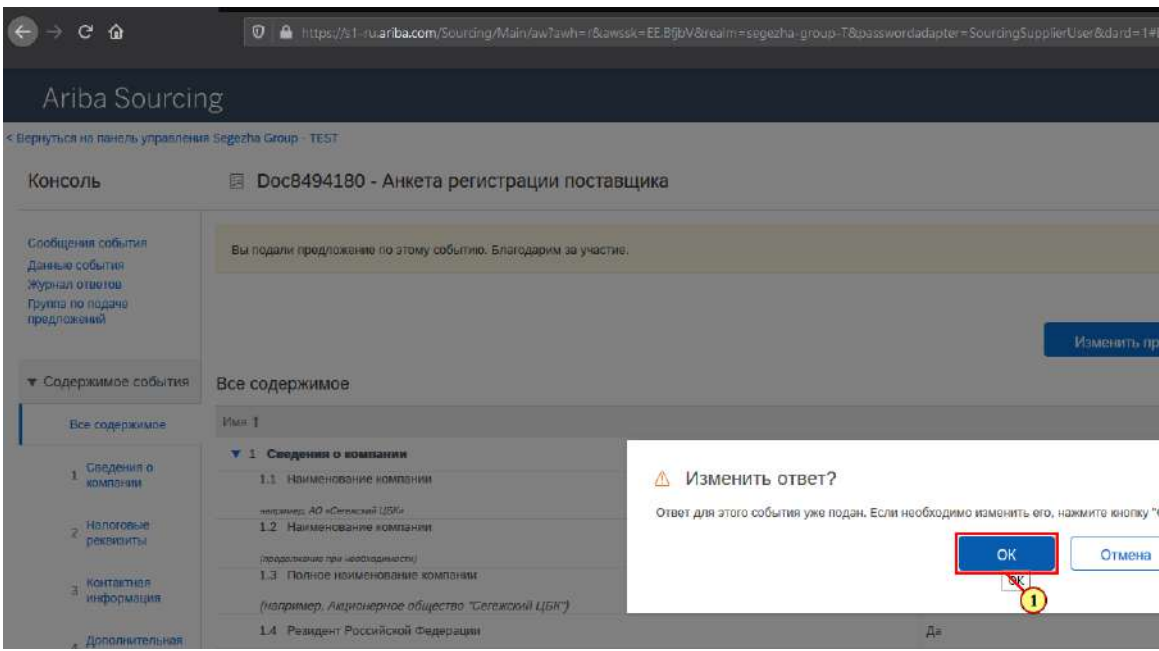 https://s1-ru.ariba.com/Sourcing/Main/aw?awh=r&awssk=EE.BfjbV&realm=segezha-group-T&passwordadapter=SourcingSupplierUser&dard=1#
Ariba Sourcing
< Вернуться на панель управления Segezha Group - TEST
Консоль
Doc8494180 - Анкета регистрации поставщика
Сообщения события
Данные события
Журнал ответов
Группа по подаче
предложений
Вы подали предложение по этому событию. Благодарим за участие.
Изменить пр
▼ Содержимое события
Все содержимое
Все содержимое
Имя ↑
1 Сведения о
компании
2 Налоговые
реквизиты
3 Контактная
информация
Дополнительная
▼ 1 Сведения о компании
1.1 Наименование компании
например, АО «Сегежский ЦБК»
1.2 Наименование компании
(продолжение при необходимости)
1.3 Полное наименование компании
(например, Акционерное общество "Сегежский ЦБК")
1.4 Резидент Российской Федерации
Да
Изменить ответ?
Ответ для этого события уже подан. Если необходимо изменить его, нажмите кнопку "
ОК
Отмена
ОК
1